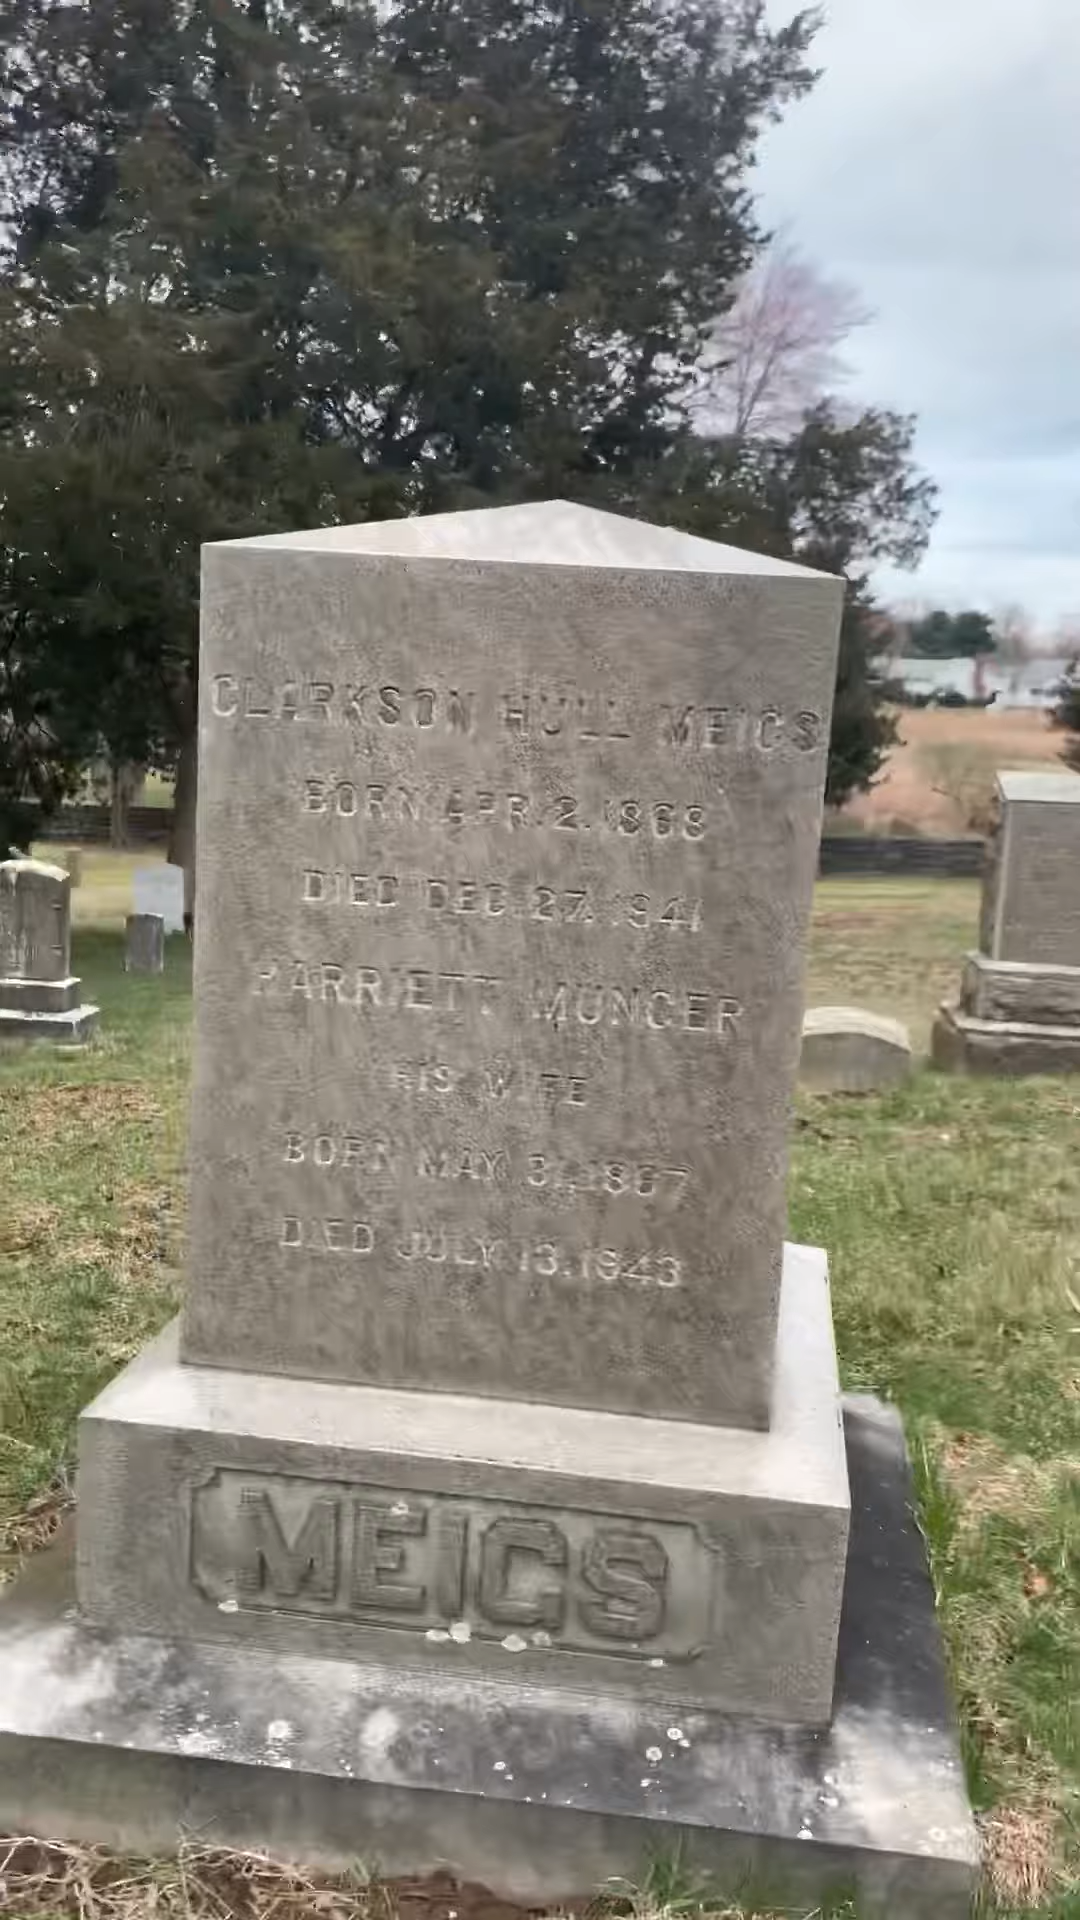 CLARKSON HULL MEIGS
BORN APR. 2. 1868
DIED DEC. 27. 1941
HARRIETT MUNGER
HIS WIFE
BORN MAY 31. 1867
DIED JULY 13. 1943
MEIGS